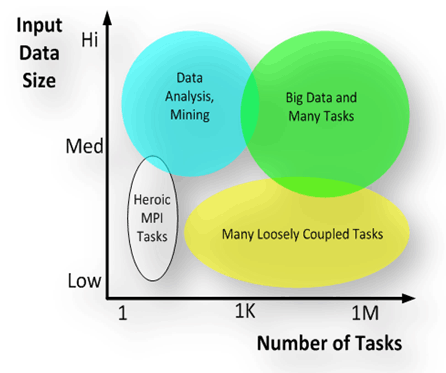 Input
Data
Size
Hi
Med
Low
Data
Analysis,
Mining
Big Data and
Many Tasks
Heroic
MPI
Tasks
Many Loosely Coupled Tasks
1
1K
1M
Number of Tasks